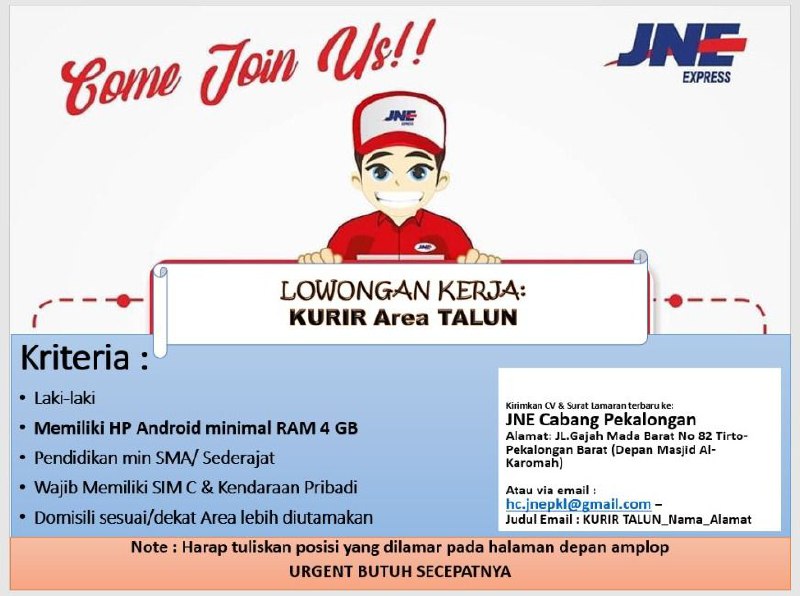 Come Join Us!!
JNE
EXPRESS
JNE
EXPRESS
JNE
LOWONGAN KERJA:
KURIR Area TALUN
Kriteria :
• Laki-laki
• Memiliki HP Android minimal RAM 4 GB
• Pendidikan min SMA/ Sederajat
• Wajib Memiliki SIM C & Kendaraan Pribadi
• Domisili sesuai/dekat Area lebih diutamakan
Kirimkan CV & Surat Lamaran terbaru ke:
JNE Cabang Pekalongan
Alamat: JL.Gajah Mada Barat No 82 Tirto-
Pekalongan Barat (Depan Masjid Al-
Karomah)
Atau via email :
hc.jnepkl@gmail.com –
Judul Email : KURIR TALUN_Nama_Alamat
Note : Harap tuliskan posisi yang dilamar pada halaman depan amplop
URGENT BUTUH SECEPATNYA